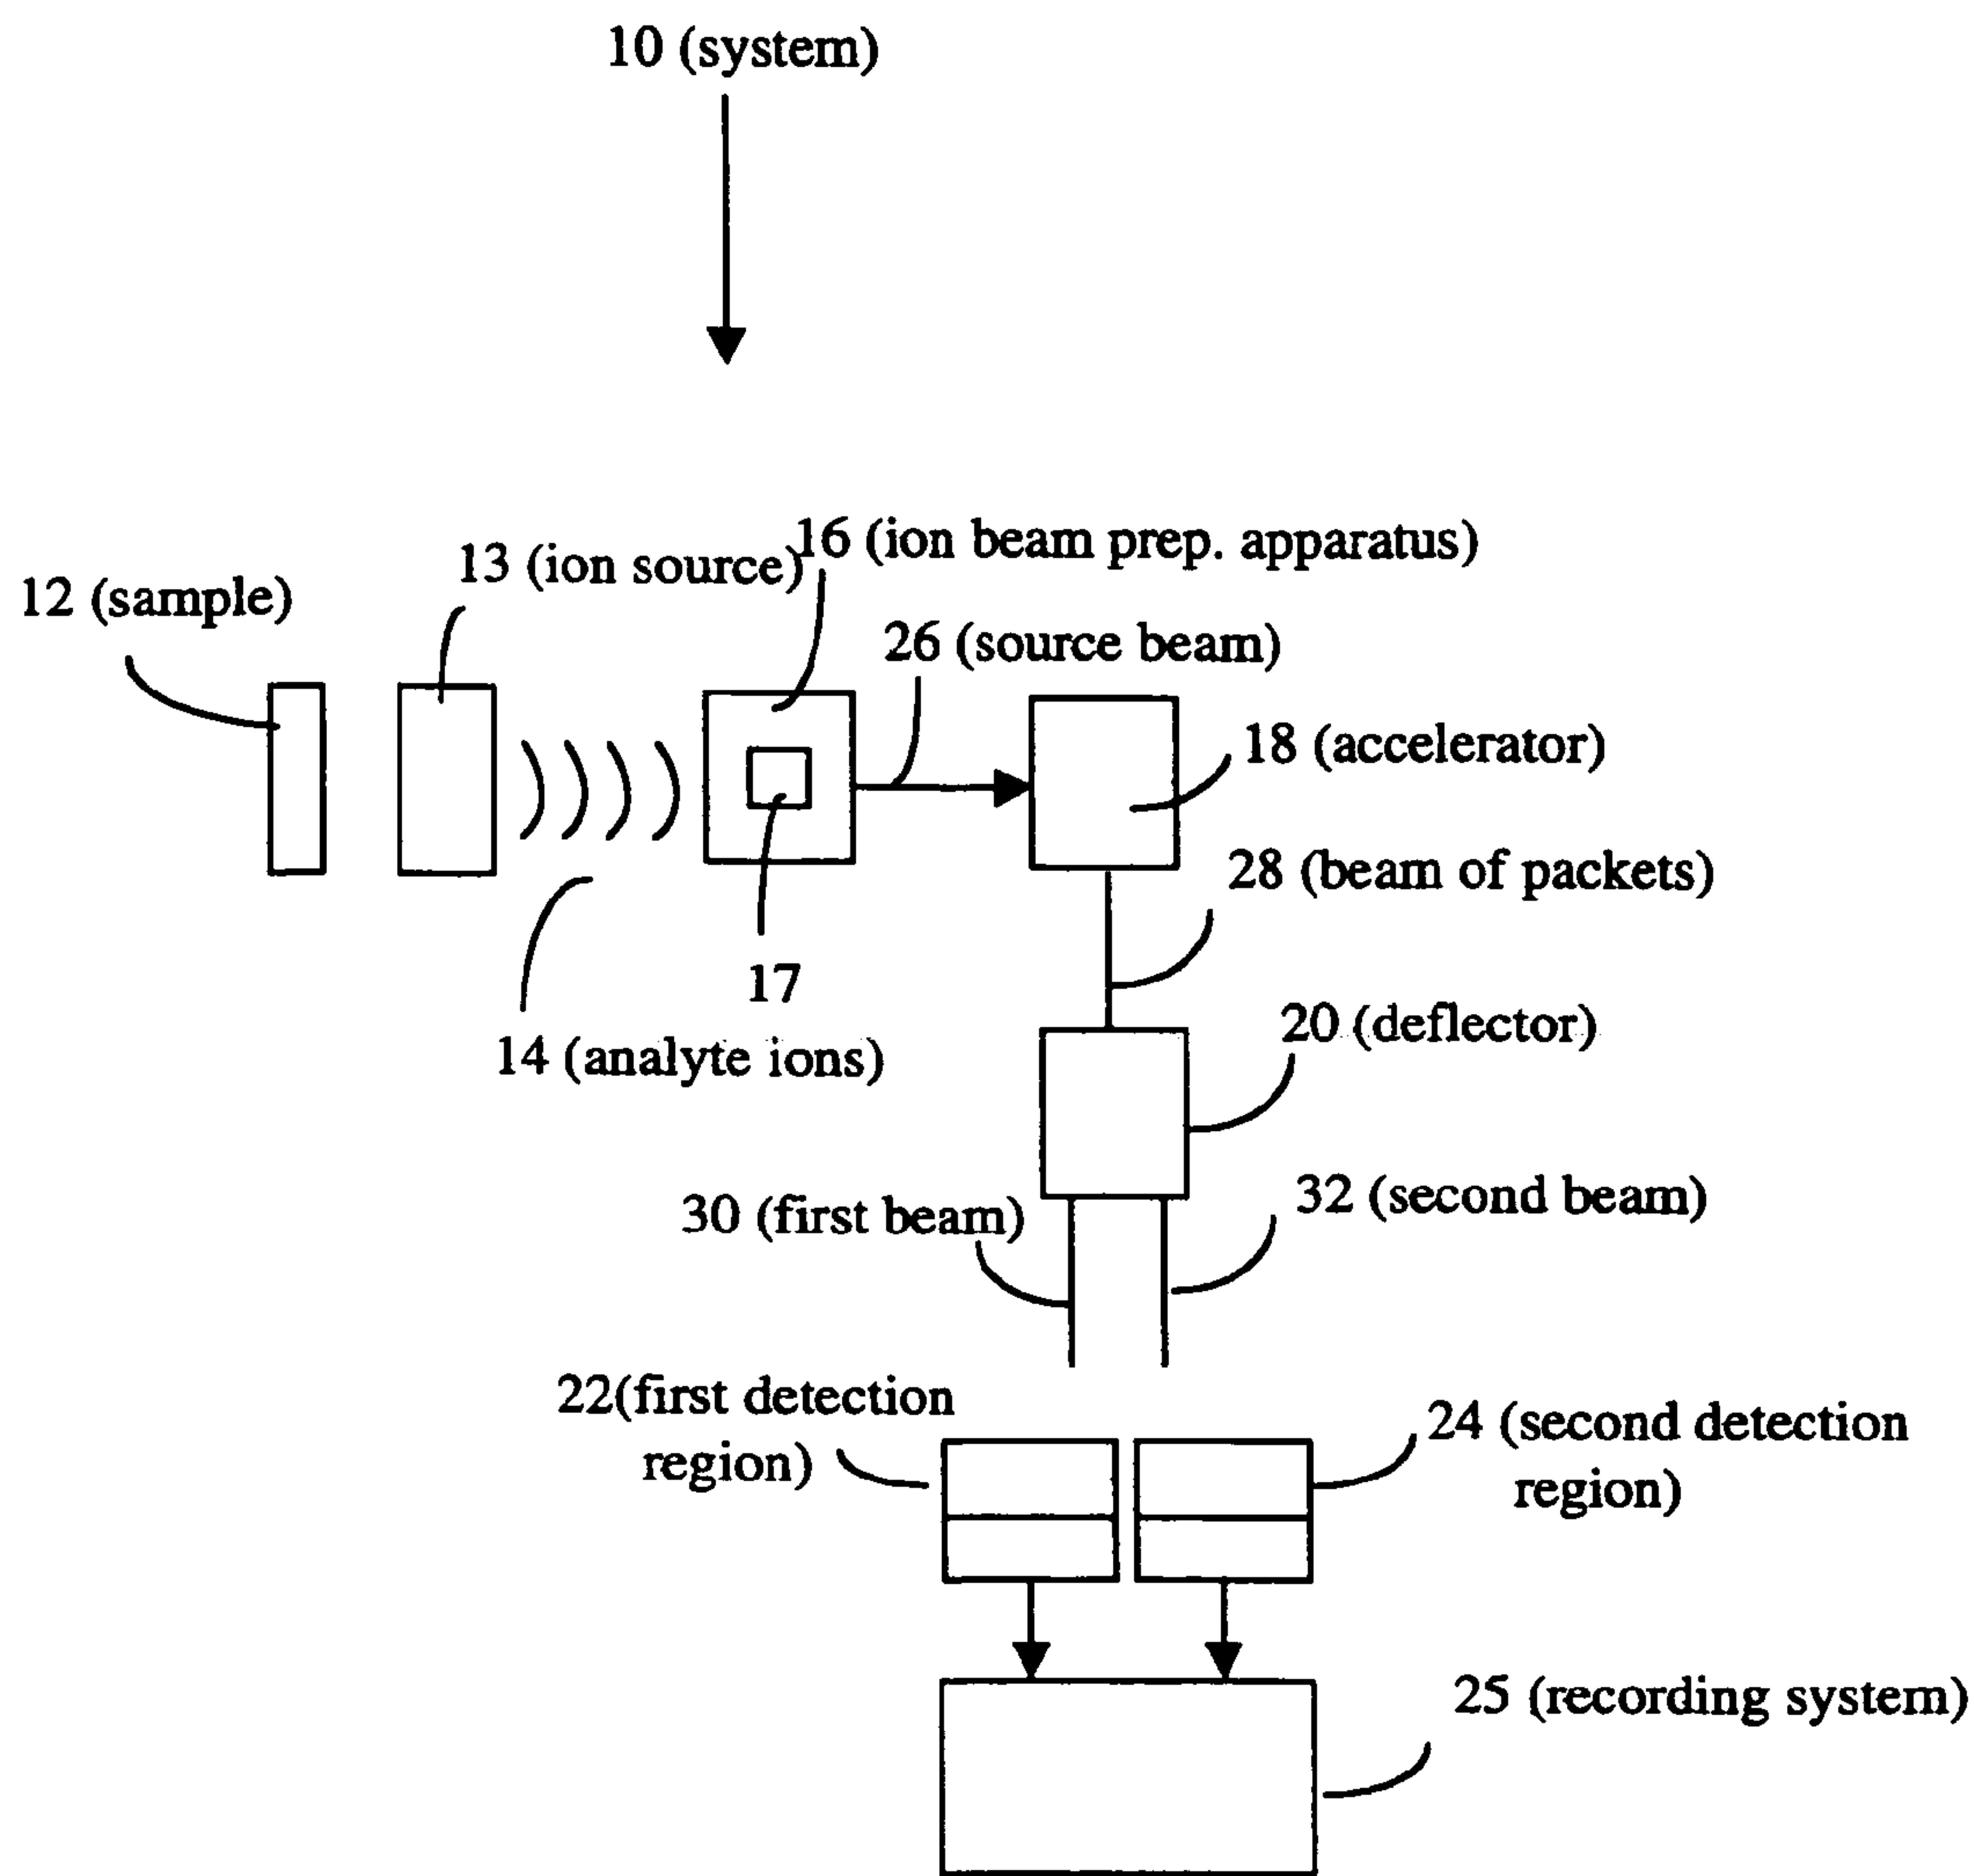 10 (system)
16 (ion beam prep. apparatus)
13 (ion source)
12 (sample)
26 (source beam)
18 (accelerator)
28 (beam of packets)
17
14 (analyte ions)
20 (deflector)
30 (first beam)
32 (second beam)
22(first detection
region)
24 (second detection
region)
25 (recording system)